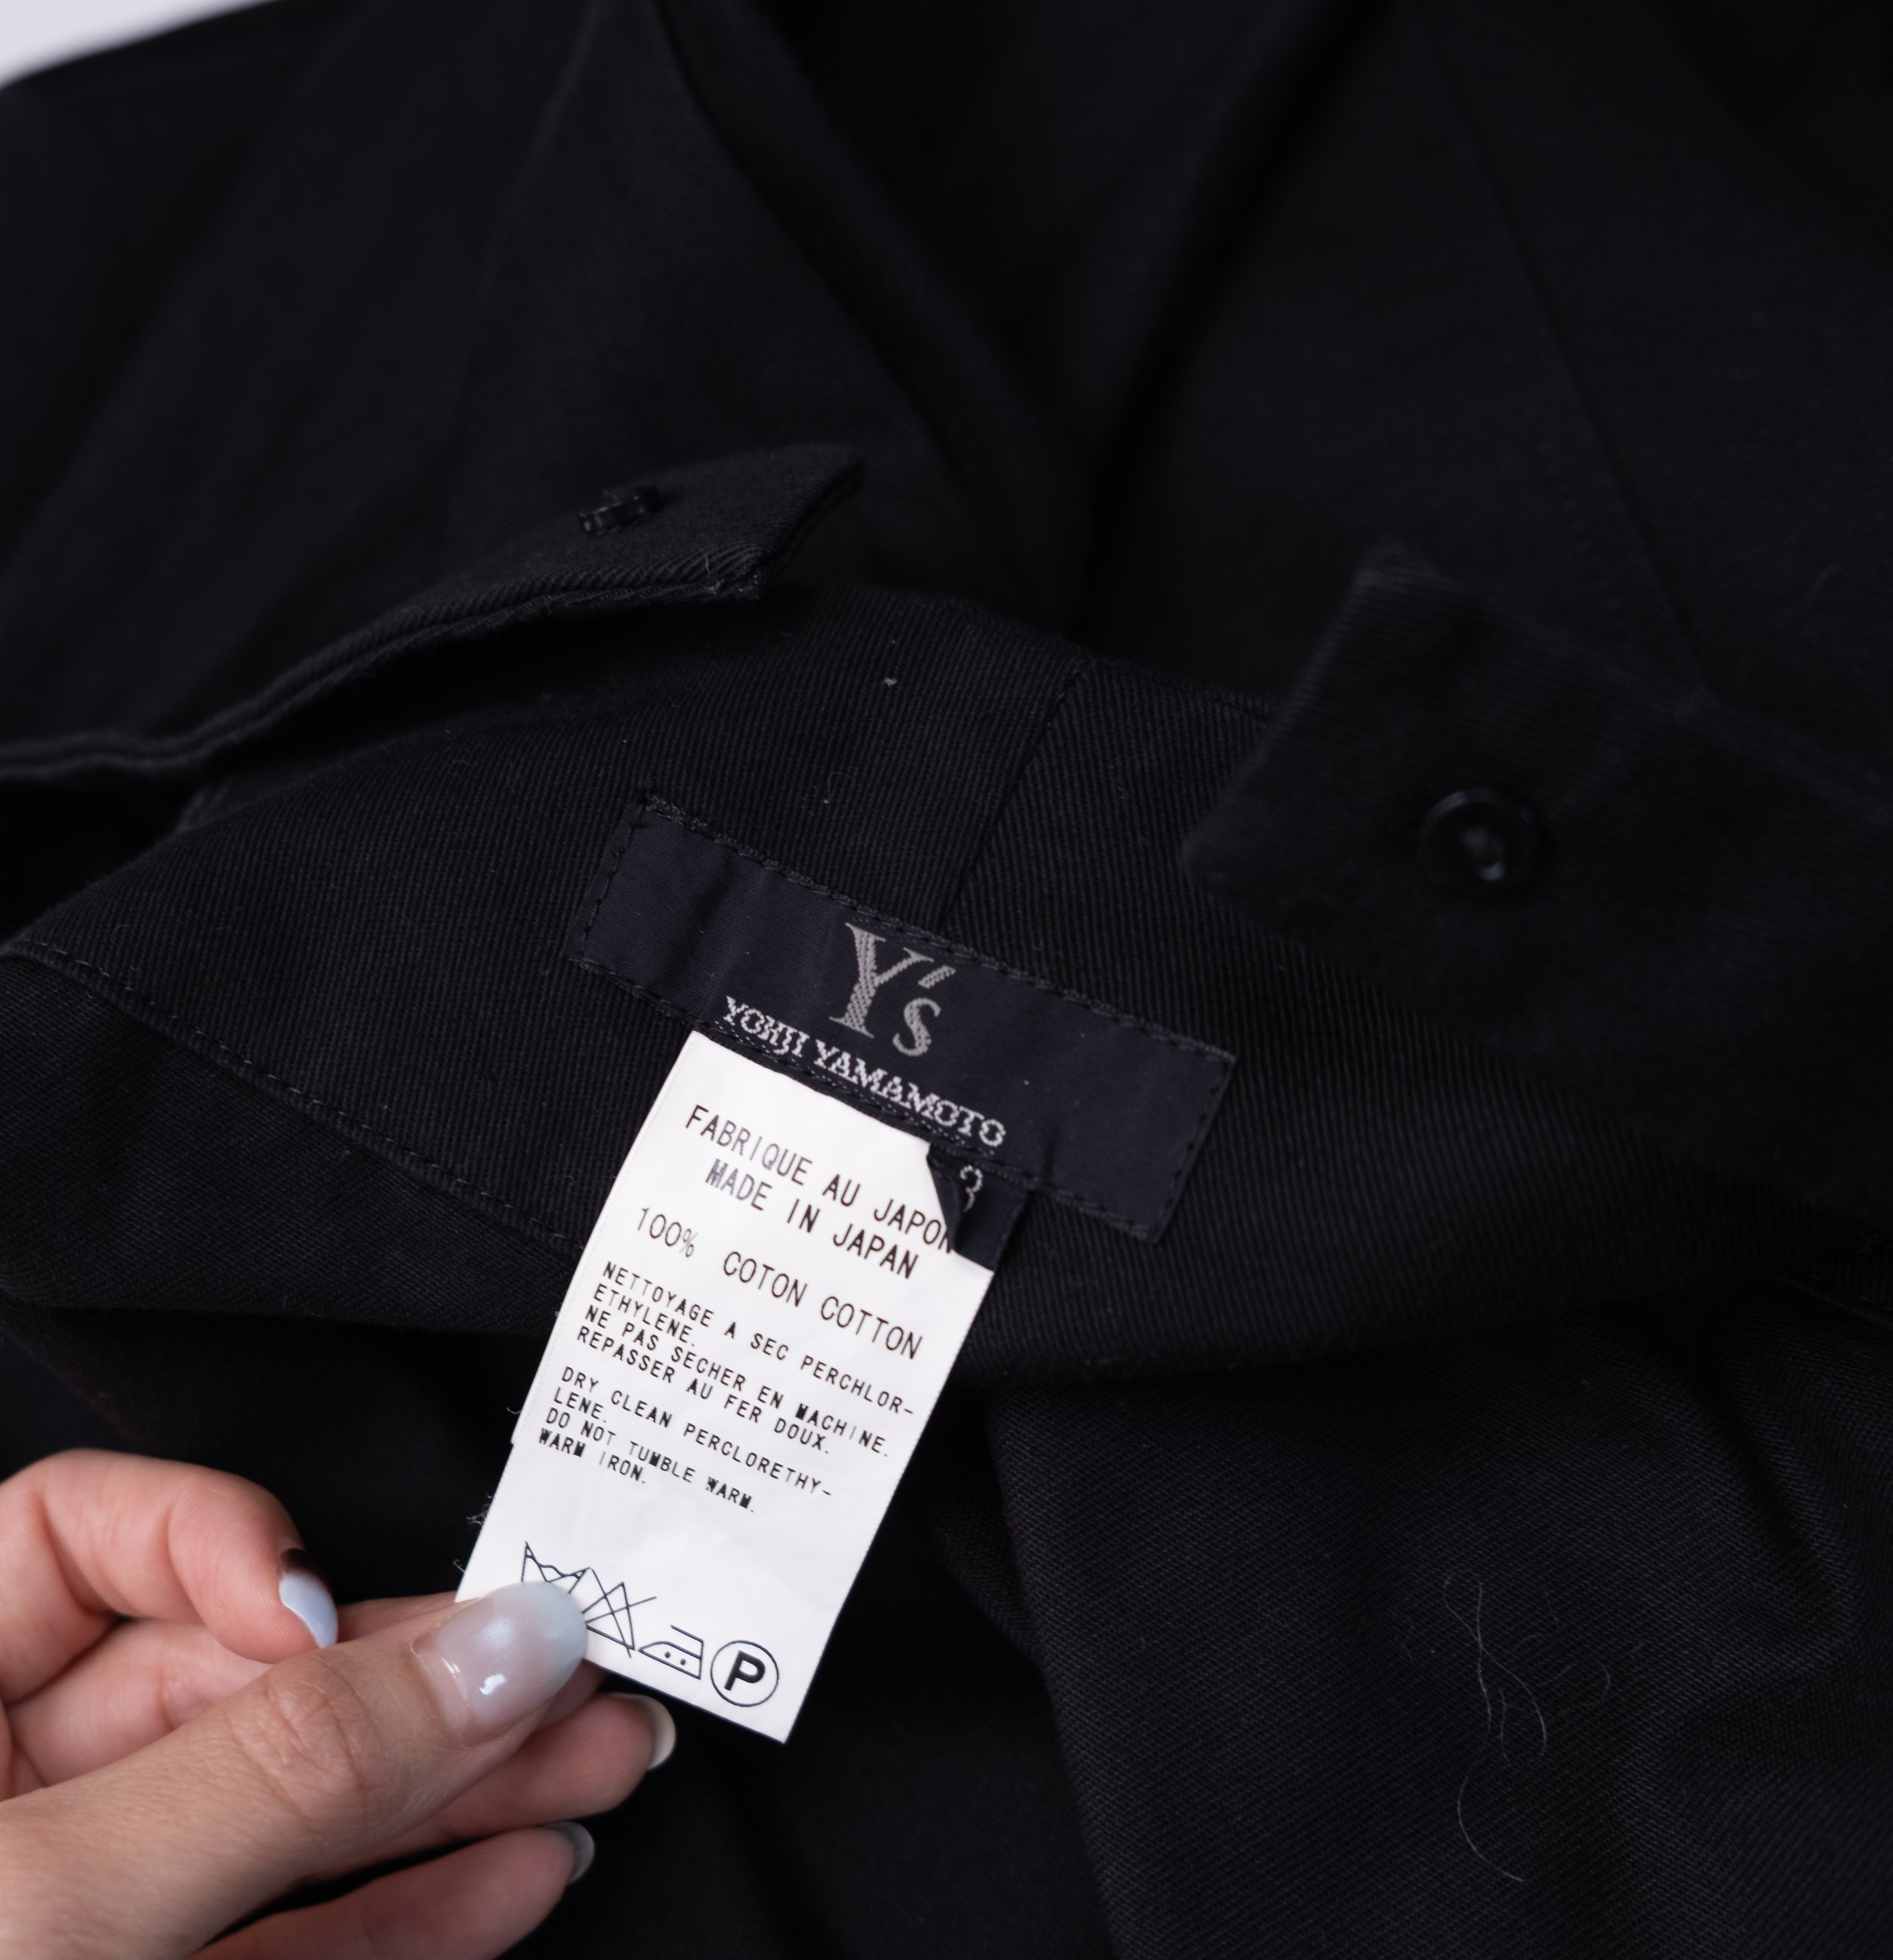 Y's
YOHJI YAMAMOTO
3
FABRIQUE AU JAPON
MADE IN JAPAN
100% COTON COTTON
NETTOYAGE A SEC PERCHLOR-
ETHYLENE.
NE PAS SECHER EN MACHINE.
REPASSER AU FER DOUX.
DRY CLEAN PERCLORETHY-
LENE.
DO NOT TUMBLE WARM.
WARM IRON.
P